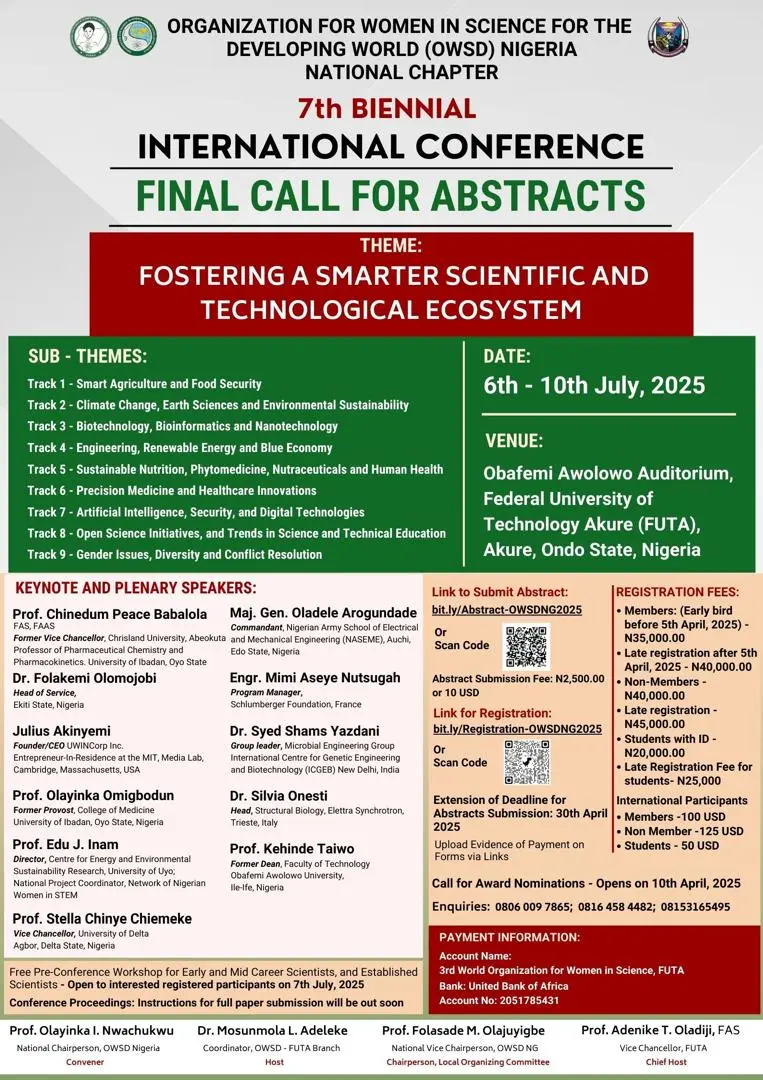 ORGANIZATION FOR WOMEN IN SCIENCE FOR THE
DEVELOPING WORLD (OWSD) NIGERIA
NATIONAL CHAPTER
7th BIENNIAL
INTERNATIONAL CONFERENCE
FINAL CALL FOR ABSTRACTS
THEME:
FOSTERING A SMARTER SCIENTIFIC AND
TECHNOLOGICAL ECOSYSTEM
SUB - THEMES:
Track 1 - Smart Agriculture and Food Security
Track 2 - Climate Change, Earth Sciences and Environmental Sustainability
Track 3 - Biotechnology, Bioinformatics and Nanotechnology
Track 4 - Engineering, Renewable Energy and Blue Economy
Track 5 - Sustainable Nutrition, Phytomedicine, Nutraceuticals and Human Health
Track 6 - Precision Medicine and Healthcare Innovations
Track 7 - Artificial Intelligence, Security, and Digital Technologies
Track 8 - Open Science Initiatives, and Trends in Science and Technical Education
Track 9 - Gender Issues, Diversity and Conflict Resolution
DATE:
6th - 10th July, 2025
VENUE:
Obafemi Awolowo Auditorium,
Federal University of
Technology Akure (FUTA),
Akure, Ondo State, Nigeria
KEYNOTE AND PLENARY SPEAKERS:
Prof. Chinedum Peace Babalola
FAS, FAAS
Former Vice Chancellor, Chrisland University, Abeokuta
Professor of Pharmaceutical Chemistry and
Pharmacokinetics. University of Ibadan, Oyo State
Dr. Folakemi Olomojobi
Head of Service,
Ekiti State, Nigeria
Julius Akinyemi
Founder/CEO UWINCorp Inc.
Entrepreneur-In-Residence at the MIT, Media Lab,
Cambridge, Massachusetts, USA
Prof. Olayinka Omigbodun
Former Provost, College of Medicine
University of Ibadan, Oyo State, Nigeria
Prof. Edu J. Inam
Director, Centre for Energy and Environmental
Sustainability Research, University of Uyo;
National Project Coordinator, Network of Nigerian
Women in STEM
Prof. Stella Chinye Chiemeke
Vice Chancellor, University of Delta
Agbor, Delta State, Nigeria
Maj. Gen. Oladele Arogundade
Commandant, Nigerian Army School of Electrical
and Mechanical Engineering (NASEME), Auchi,
Edo State, Nigeria
Engr. Mimi Aseye Nutsugah
Program Manager,
Schlumberger Foundation, France
Dr. Syed Shams Yazdani
Group leader, Microbial Engineering Group
International Centre for Genetic Engineering
and Biotechnology (ICGEB) New Delhi, India
Dr. Silvia Onesti
Head, Structural Biology, Elettra Synchrotron,
Trieste, Italy
Prof. Kehinde Taiwo
Former Dean, Faculty of Technology
Obafemi Awolowo University,
Ile-Ife, Nigeria
Link to Submit Abstract:
bit.ly/Abstract-OWSDNG2025
Or
Scan Code
Abstract Submission Fee: N2,500.00
or 10 USD
Link for Registration:
bit.ly/Registration-OWSDNG2025
Or
Scan Code
Extension of Deadline for
Abstracts Submission: 30th April
2025
Upload Evidence of Payment on
Forms via Links
REGISTRATION FEES:
• Members: (Early bird
before 5th April, 2025) -
N35,000.00
• Late registration after 5th
April, 2025 - N40,000.00
• Non-Members -
N40,000.00
• Late registration -
N45,000.00
• Students with ID -
N20,000.00
• Late Registration Fee for
students- N25,000
International Participants
• Members -100 USD
• Non Member -125 USD
• Students - 50 USD
Call for Award Nominations - Opens on 10th April, 2025
Enquiries: 0806 009 7865; 0816 458 4482; 08153165495
PAYMENT INFORMATION:
Account Name:
3rd World Organization for Women in Science, FUTA
Bank: United Bank of Africa
Account No: 2051785431
Free Pre-Conference Workshop for Early and Mid Career Scientists, and Established
Scientists - Open to interested registered participants on 7th July, 2025
Conference Proceedings: Instructions for full paper submission will be out soon
Prof. Olayinka I. Nwachukwu
National Chairperson, OWSD Nigeria
Convener
Dr. Mosunmola L. Adeleke
Coordinator, OWSD - FUTA Branch
Host
Prof. Folasade M. Olajuyigbe
National Vice Chairperson, OWSD NG
Chairperson, Local Organizing Committee
Prof. Adenike T. Oladiji, FAS
Vice Chancellor, FUTA
Chief Host